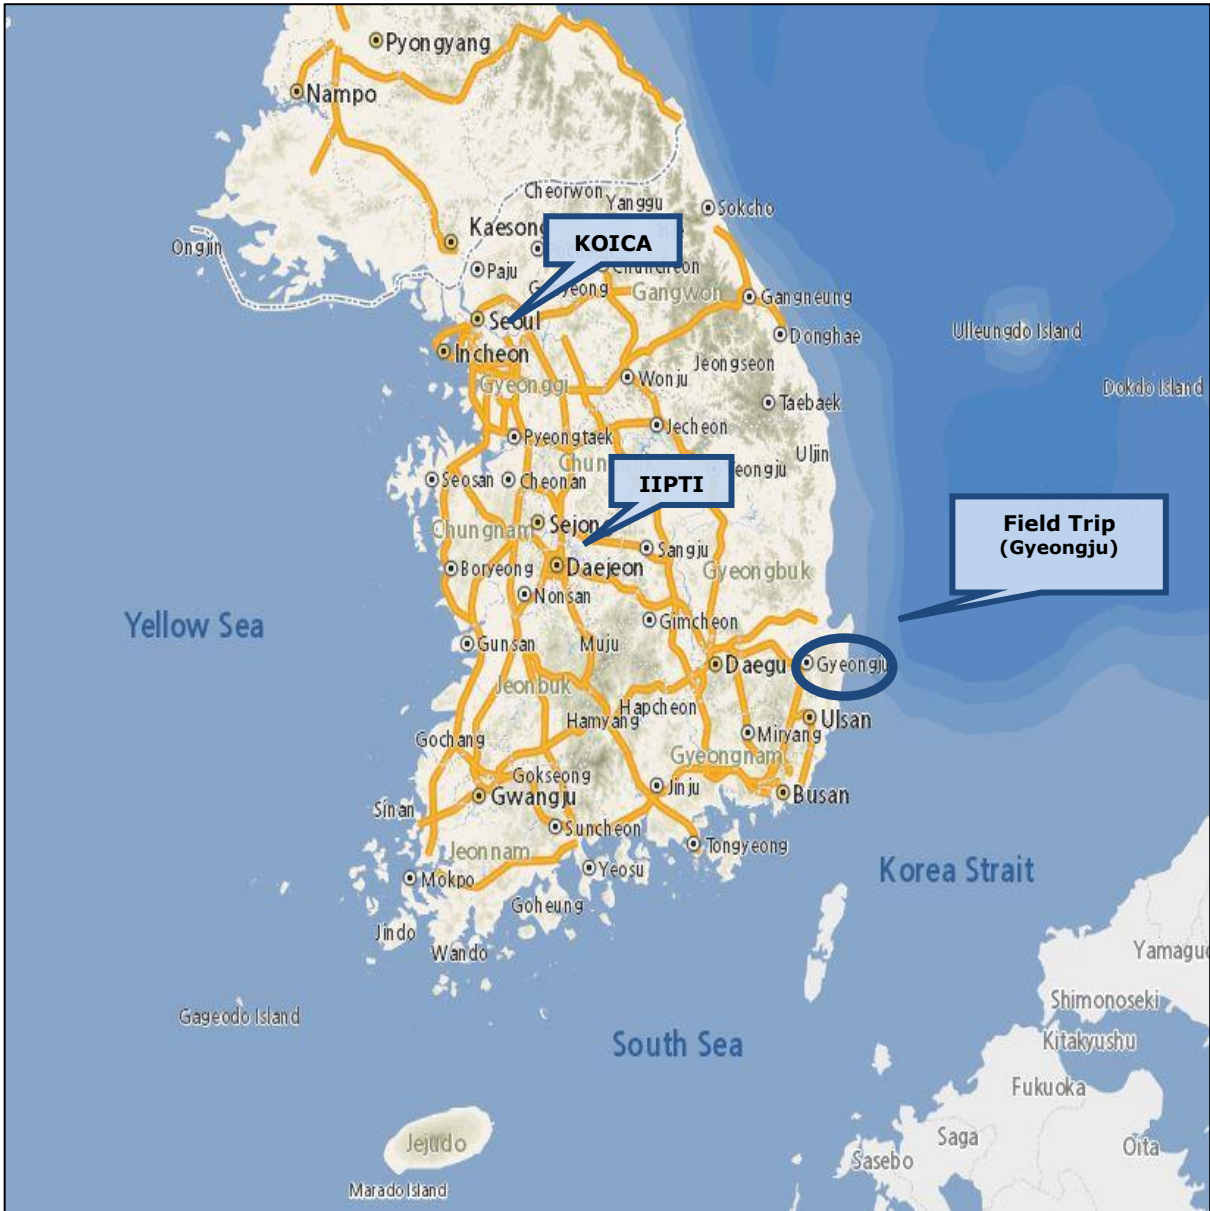 Pyongyang
Nampo
Cheorwon
Yanggu
Sokcho
Kaesong
KOICA
Ongjin
Paju
Gangwon
Gangneung
Seoul
Donghae
Ulleungdo Island
Incheon
Jeongseon
Gyeonggi
Wonju
Dokdo Island
Taebaek
Pyeongtaek
Jecheon
Uljin
Seosan
Cheonan
IIPTI
Chungnam
Sejong
Field Trip
(Gyeongju)
Sangju
Boryeong
Daejeon
Gyeongbuk
Nonsan
Gimcheon
Yellow Sea
Gunsan
Muju
Daegu
Gyeongju
Jeonbuk
Hapcheon
Hamyang
Ulsan
Gochang
Miryang
Gyeongnam
Gokseong
Jinju
Gwangju
Busan
Sinan
Suncheon
Tongyeong
Jeonnam
Yeosu
Korea Strait
Mokpo
Goheung
Jindo
Wando
Yamagu
Shimonoseki
Gageodo Island
Kitakyushu
South Sea
Fukuoka
Jejudo
Saga
Oita
Sasebo
Marado Island